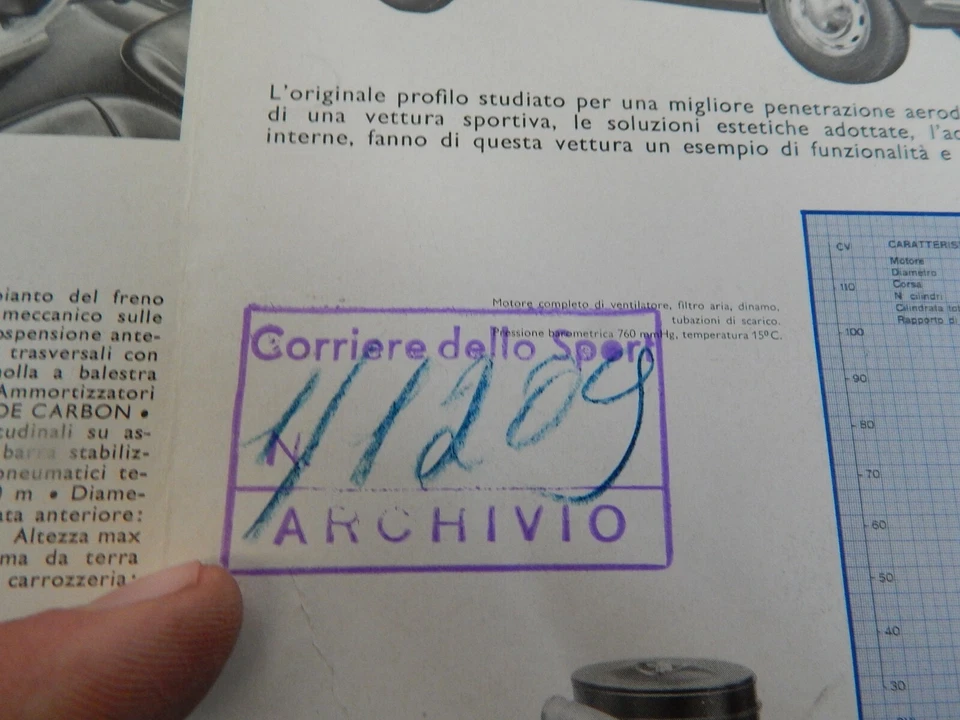 L'originale profilo studiato per una migliore penetrazione aerod
di una vettura sportiva, le soluzioni estetiche adottate, l'ac
interne, fanno di questa vettura un esempio di funzionalità e
pianto del freno
meccanico sulle
ospensione ante-
trasversali con
nolla a balestra
Ammortizzatori
DE CARBON •
tudinali su as-
barra stabiliz-
pneumatici te-
m • Diame-
ata anteriore:
Altezza max
ma da terra
carrozzeria:
Motore completo di ventilatore, filtro aria, dinamo,
tubazioni di scarico.
Pressione barometrica 760 mmHg, temperatura 15°C.
Corriere dello Sport
N
11209
ARCHIVIO
CV
CARATTERIS
Motore
Diametro
Corsa
N cilindri
Cilindrata tot
Rapporto di
110
100
90
80
70
60
50
40
30